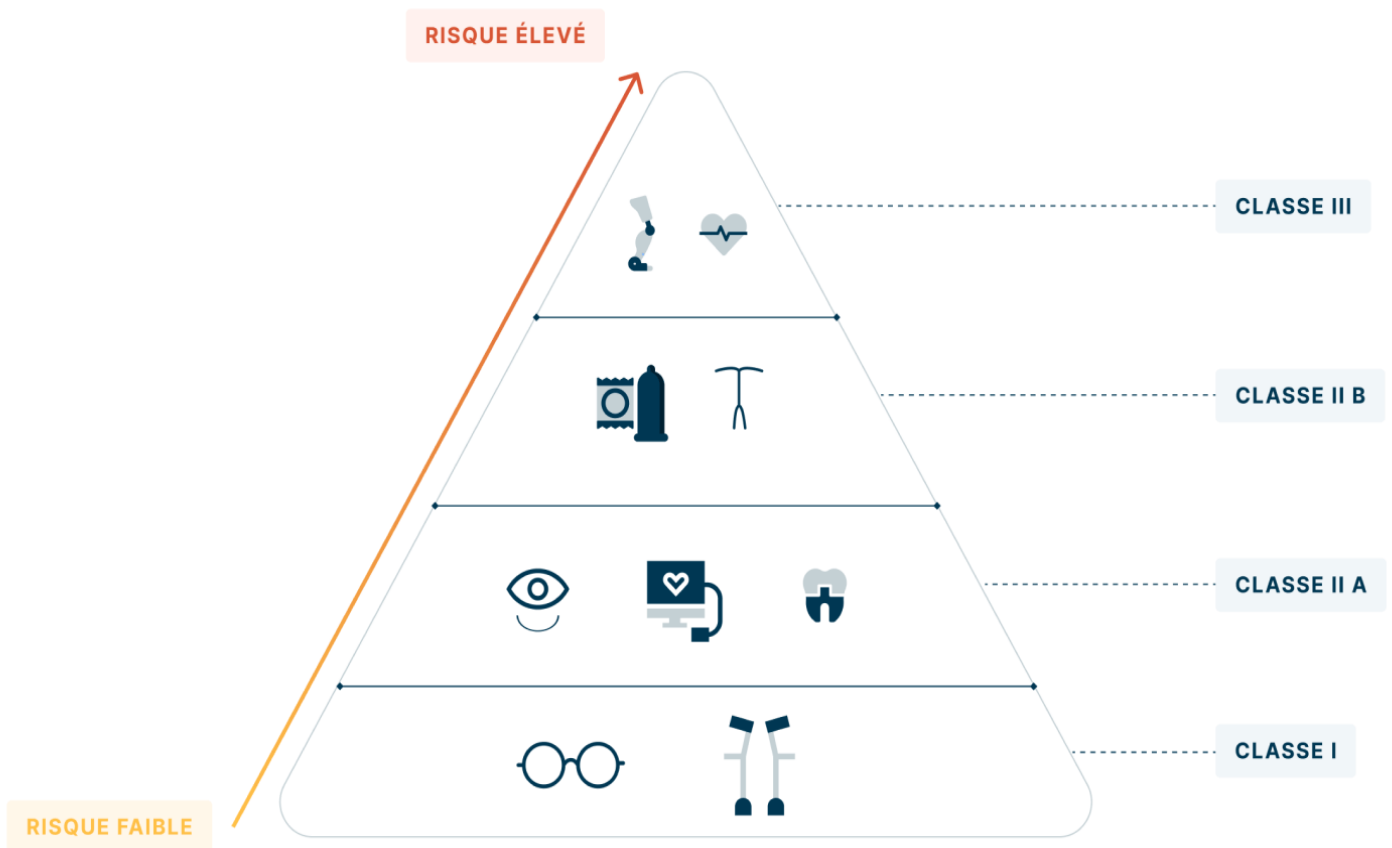 RISQUE ÉLEVÉ
CLASSE III
CLASSE II B
CLASSE II A
CLASSE I
RISQUE FAIBLE